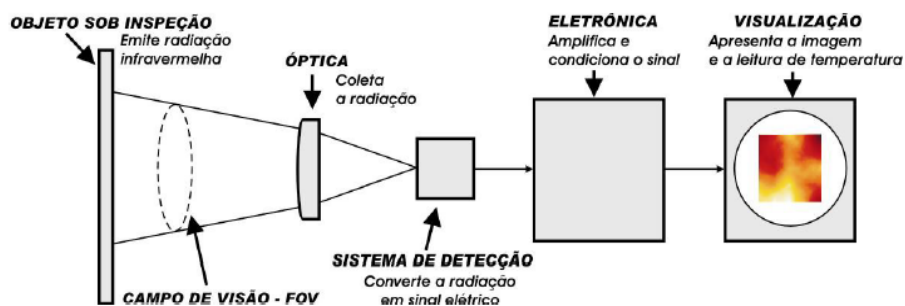 OBJETO SOB INSPEÇÃO
Emite radiação
infravermelha
ÓPTICA
Coleta
a radiação
ELETRÔNICA
Amplifica e
condiciona o sinal
VISUALIZAÇÃO
Apresenta a imagem
e a leitura de temperatura
CAMPO DE VISÃO - FOV
SISTEMA DE DETECÇÃO
Converte a radiação
em sinal elétrico